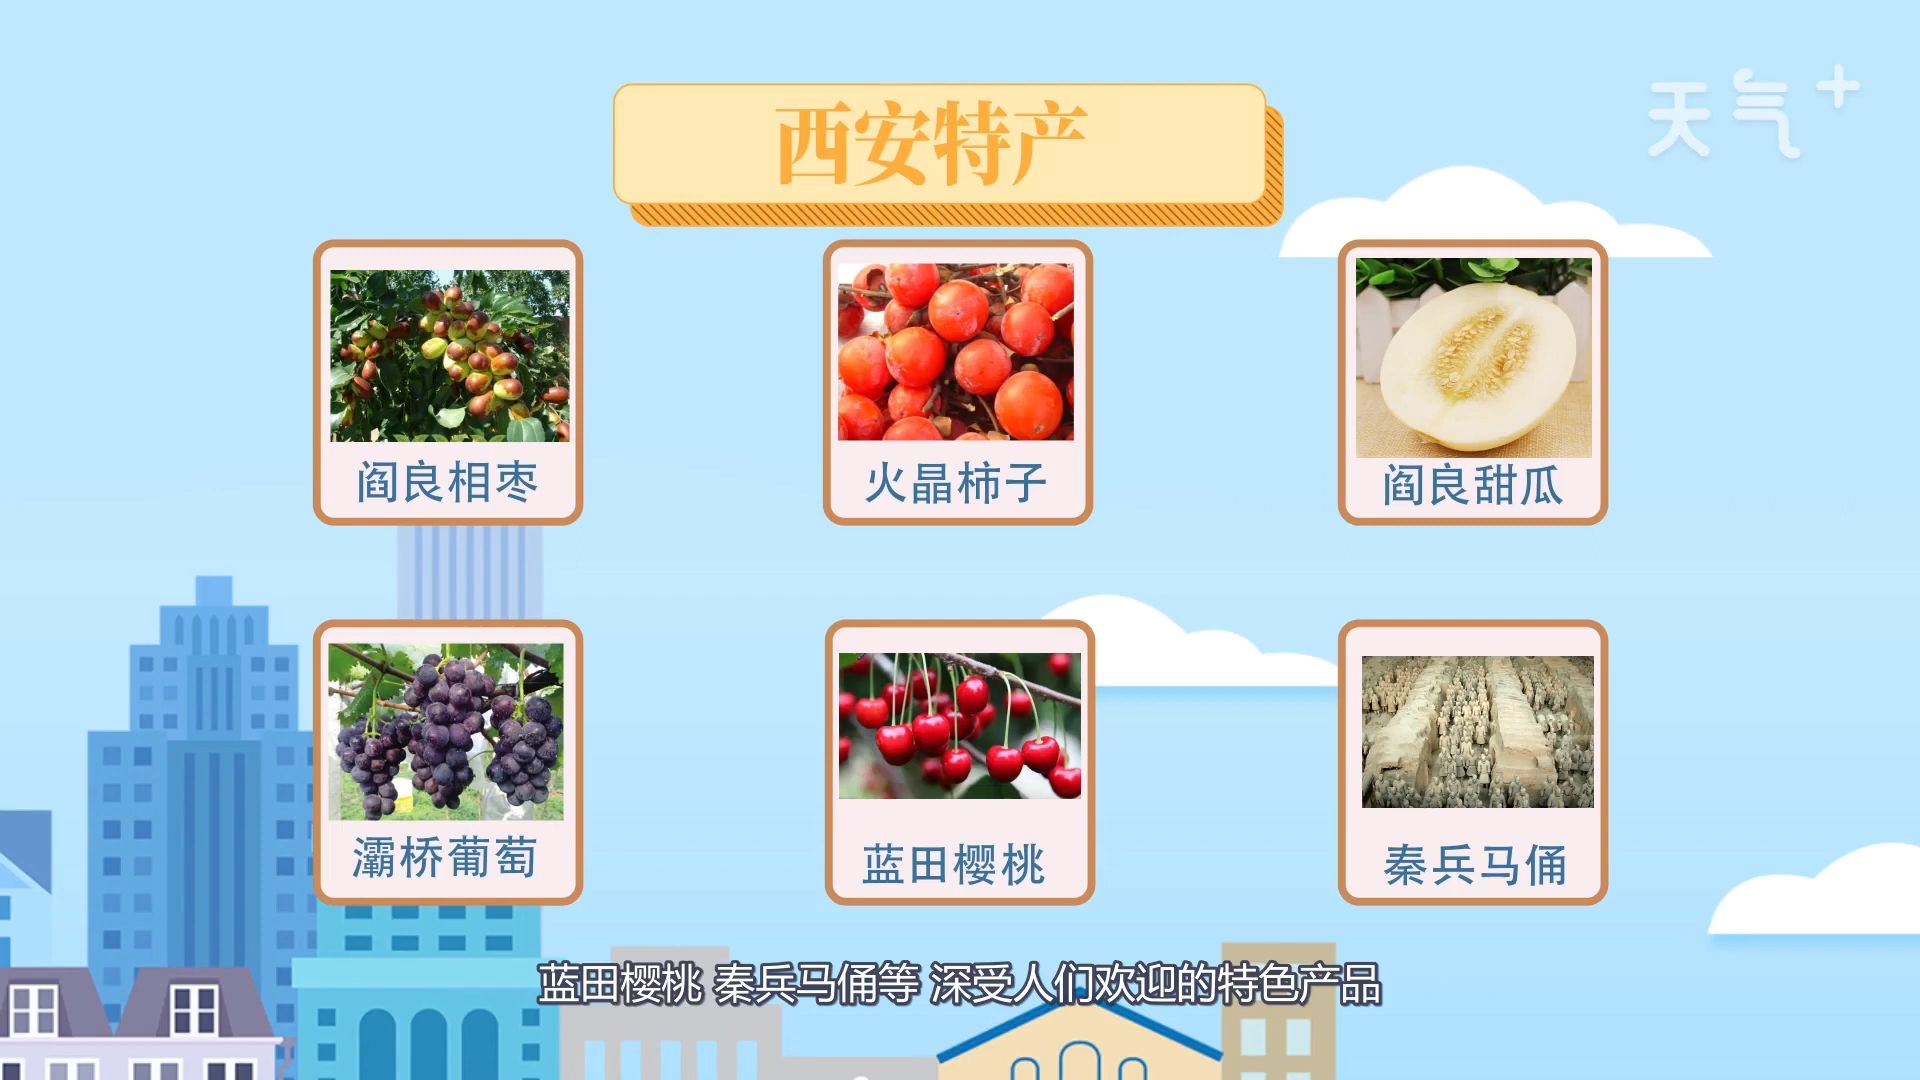 天气+
西安特产
阎良相枣
火晶柿子
阎良甜瓜
灞桥葡萄
蓝田樱桃
秦兵马俑
蓝田樱桃 秦兵马俑等 深受人们欢迎的特色产品